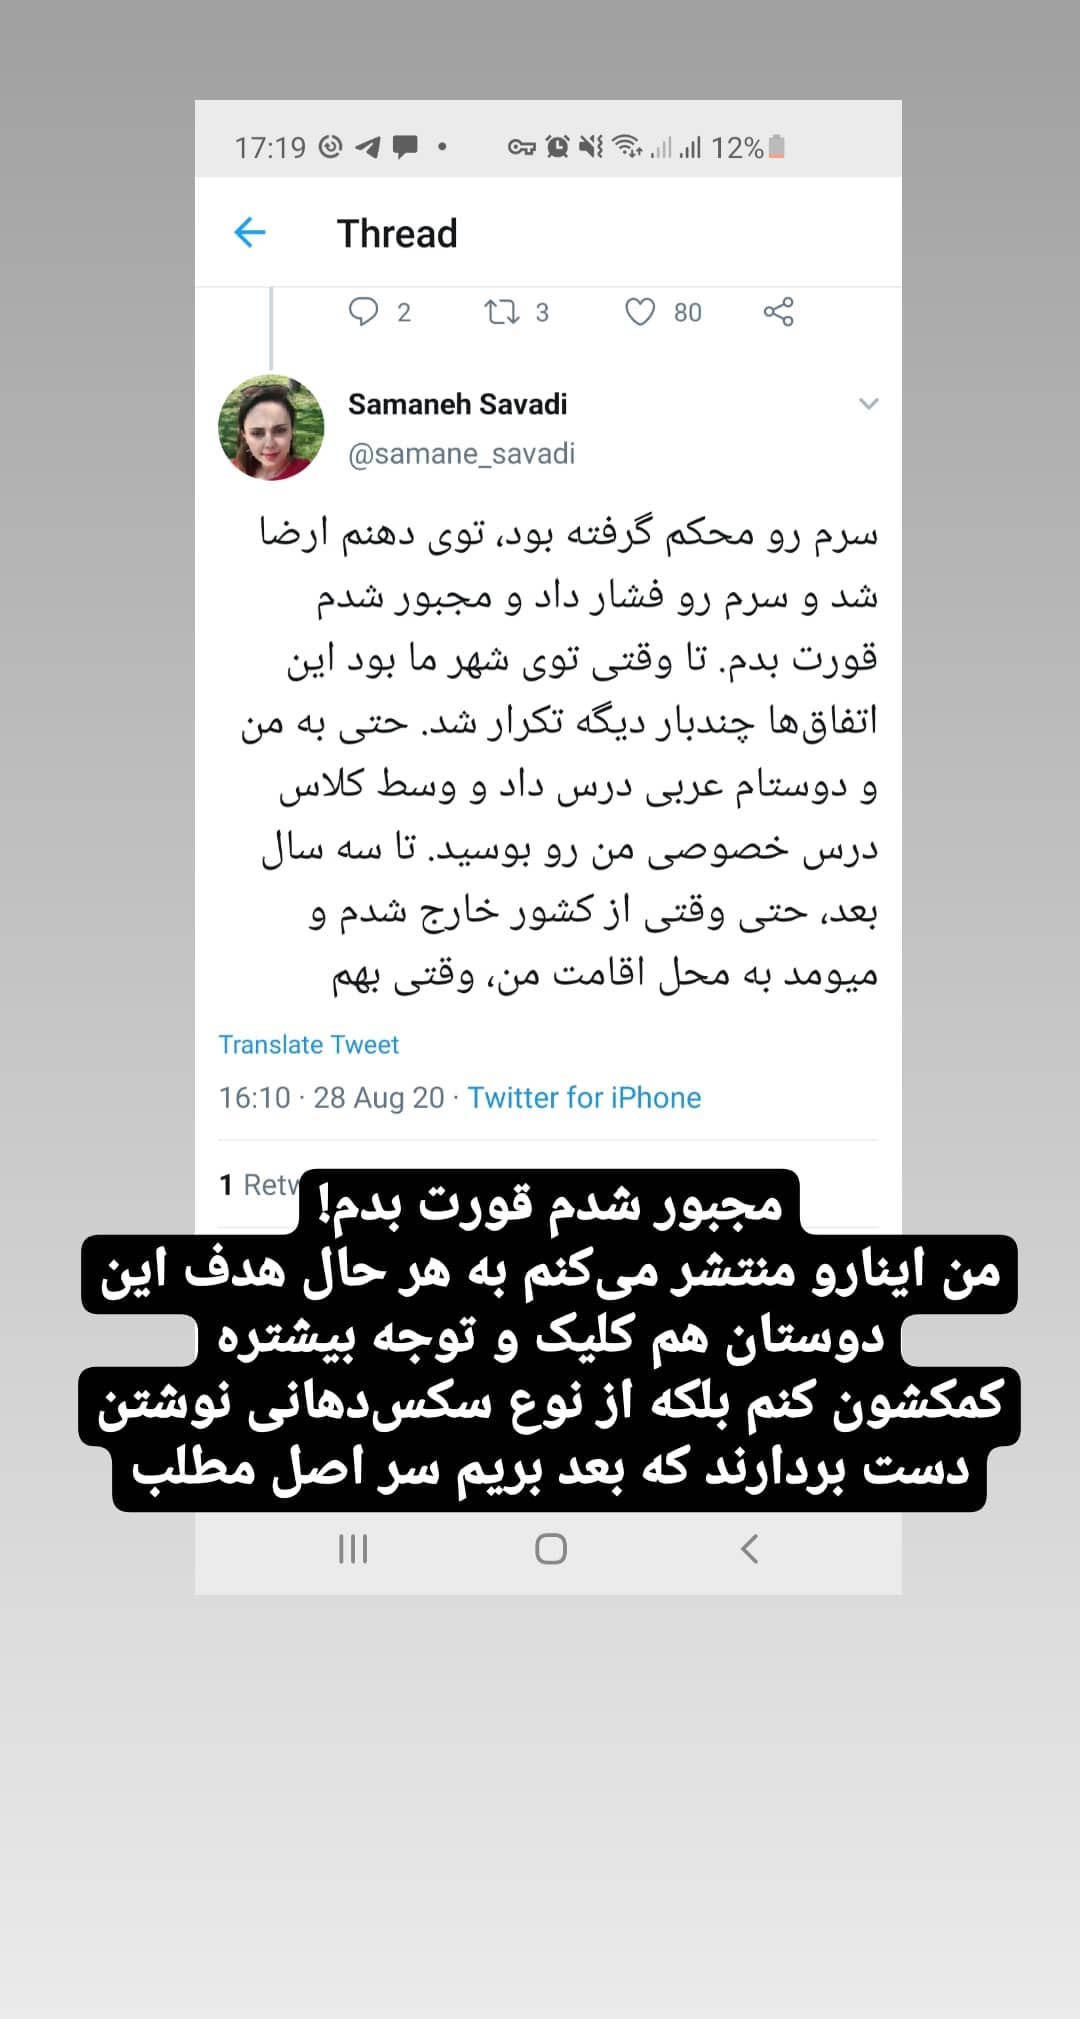 17:19
12%
Thread
2 3 80
Samaneh Savadi
@samane_savadi
سرم رو محکم گرفته بود، توی دهنم ارضا
شد و سرم رو فشار داد و مجبور شدم
قورت بدم. تا وقتی توی شهر ما بود این
اتفاق‌ها چندبار دیگه تکرار شد. حتی به من
و دوستام عربی درس داد و وسط کلاس
درس خصوصی من رو بوسید. تا سه سال
بعد، حتی وقتی از کشور خارج شدم و
میومد به محل اقامت من، وقتی بهم
Translate Tweet
16:10 · 28 Aug 20 · Twitter for iPhone
1
مجبور شدم قورت بدم!
من اینارو منتشر می‌کنم به هر حال هدف این
دوستان هم کلیک و توجه بیشتره
کمکشون کنم بلکه از نوع سکس‌دهانی نوشتن
دست بردارند که بعد بریم سر اصل مطلب